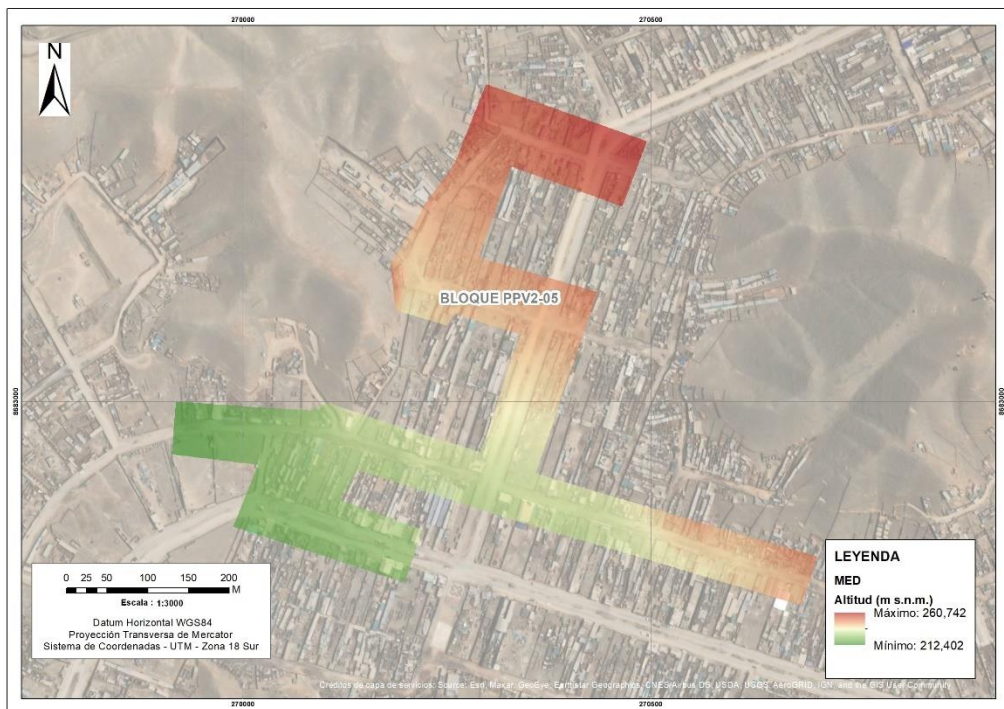 270000
270500
N
BLOQUE PPV2-05
8683000
8683000
0 25 50 100 150 200
M
Escala : 1:3000
Datum Horizontal WGS84
Proyección Transversa de Mercator
Sistema de Coordenadas - UTM - Zona 18 Sur
LEYENDA
MED
Altitud (m s.n.m.)
Máximo: 260,742
Mínimo: 212,402
Créditos de capa de servicios: Source: Esri, Maxar, GeoEye, Earthstar Geographics, CNES/Airbus DS, USDA, USGS, AeroGRID, IGN, and the GIS User Community
270000
270500